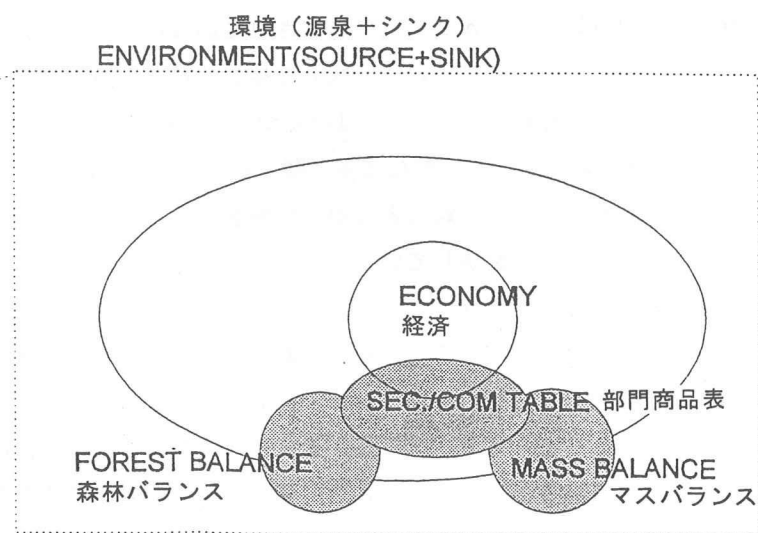 環境（源泉＋シンク）
ENVIRONMENT(SOURCE+SINK)
ECONOMY
経済
SEC./COM TABLE 部門商品表
FOREST BALANCE
森林バランス
MASS BALANCE
マスバランス